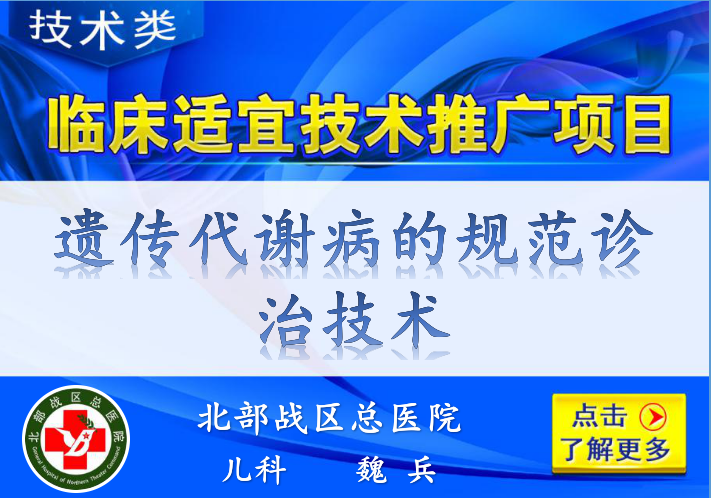 技术类
临床适宜技术推广项目
遗传代谢病的规范诊
治技术
北部战区总医院
General Hospital of Northern Theater Command
北部战区总医院
儿科 魏 兵
点击
了解更多